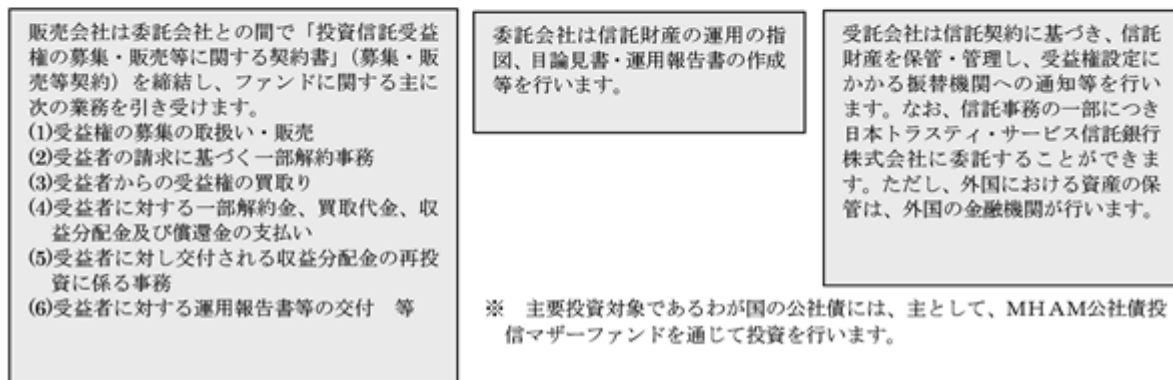 販売会社は委託会社との間で「投資信託受益
権の募集・販売等に関する契約書」（募集・販
売等契約）を締結し、ファンドに関する主に
次の業務を引き受けます。
(1)受益権の募集の取扱い・販売
(2)受益者の請求に基づく一部解約事務
(3)受益者からの受益権の買取り
(4)受益者に対する一部解約金、買取代金、収
益分配金及び償還金の支払い
(5)受益者に対し交付される収益分配金の再投
資に係る事務
(6)受益者に対する運用報告書等の交付　等
委託会社は信託財産の運用の指
図、目論見書・運用報告書の作成
等を行います。
受託会社は信託契約に基づき、信託
財産を保管・管理し、受益権設定に
かかる振替機関への通知等を行い
ます。なお、信託事務の一部につき
日本トラスティ・サービス信託銀行
株式会社に委託することができま
す。ただし、外国における資産の保
管は、外国の金融機関が行います。
※　主要投資対象であるわが国の公社債には、主として、ＭＨＡＭ公社債投
信マザーファンドを通じて投資を行います。